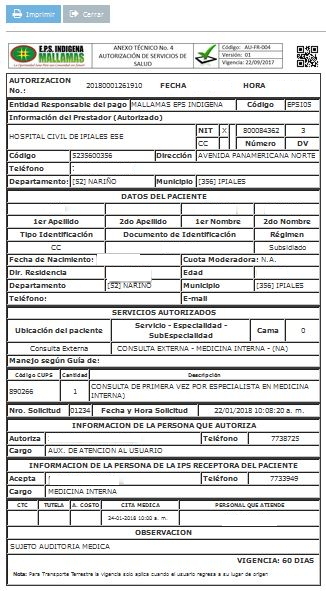 Imprimir Cerrar
E.P.S. INDIGENA
MALLAMAS
ANEXO TÉCNICO No. 4
AUTORIZACIÓN DE SERVICIOS DE
SALUD
Código: AU-FR-004
Versión: 01
Vigencia: 22/09/2017
AUTORIZACION
No.: 20180001261910 FECHA HORA
Entidad Responsable del pago MALLAMAS EPS INDIGENA Código EPSI05
Información del Prestador (Autorizado)
HOSPITAL CIVIL DE IPIALES ESE NIT X 800084362 3
CC Número DV
Código 5235600356 Dirección AVENIDA PANAMERICANA NORTE
Teléfono
Departamento: [52] NARIÑO Municipio [356] IPIALES
DATOS DEL PACIENTE
1er Apellido 2do Apellido 1er Nombre 2do Nombre
Tipo Identificación Documento de Identificación Régimen
CC Subsidiado
Fecha de Nacimiento: Cuota Moderadora: N.A.
Dir. Residencia Edad
Departamento [52] NARIÑO Municipio [356] IPIALES
Teléfono: E-mail
SERVICIOS AUTORIZADOS
Ubicación del paciente Servicio - Especialidad - SubEspecialidad Cama 0
Consulta Externa CONSULTA EXTERNA - MEDICINA INTERNA - (NA)
Manejo según Guía de:
Código CUPS Cantidad Descripción
890266 1 CONSULTA DE PRIMERA VEZ POR ESPECIALISTA EN MEDICINA
INTERNA)
Nro. Solicitud 01234 Fecha y Hora Solicitud 22/01/2018 10:08:20 a. m.
INFORMACION DE LA PERSONA QUE AUTORIZA
Autoriza Teléfono 7738725
Cargo AUX. DE ATENCION AL USUARIO
INFORMACION DE LA PERSONA DE LA IPS RECEPTORA DEL PACIENTE
Acepta Teléfono 7733949
Cargo MEDICINA INTERNA
CTC TUTELA A. COSTO CITA MEDICA PERSONAL QUE ATIENDE
24-01-2018 10:00 a. m.
OBSERVACION
SUJETO AUDITORIA MEDICA
VIGENCIA: 60 DIAS
Nota: Para Transporte Terrestre la vigencia solo aplica cuando el usuario regresa a su lugar de origen